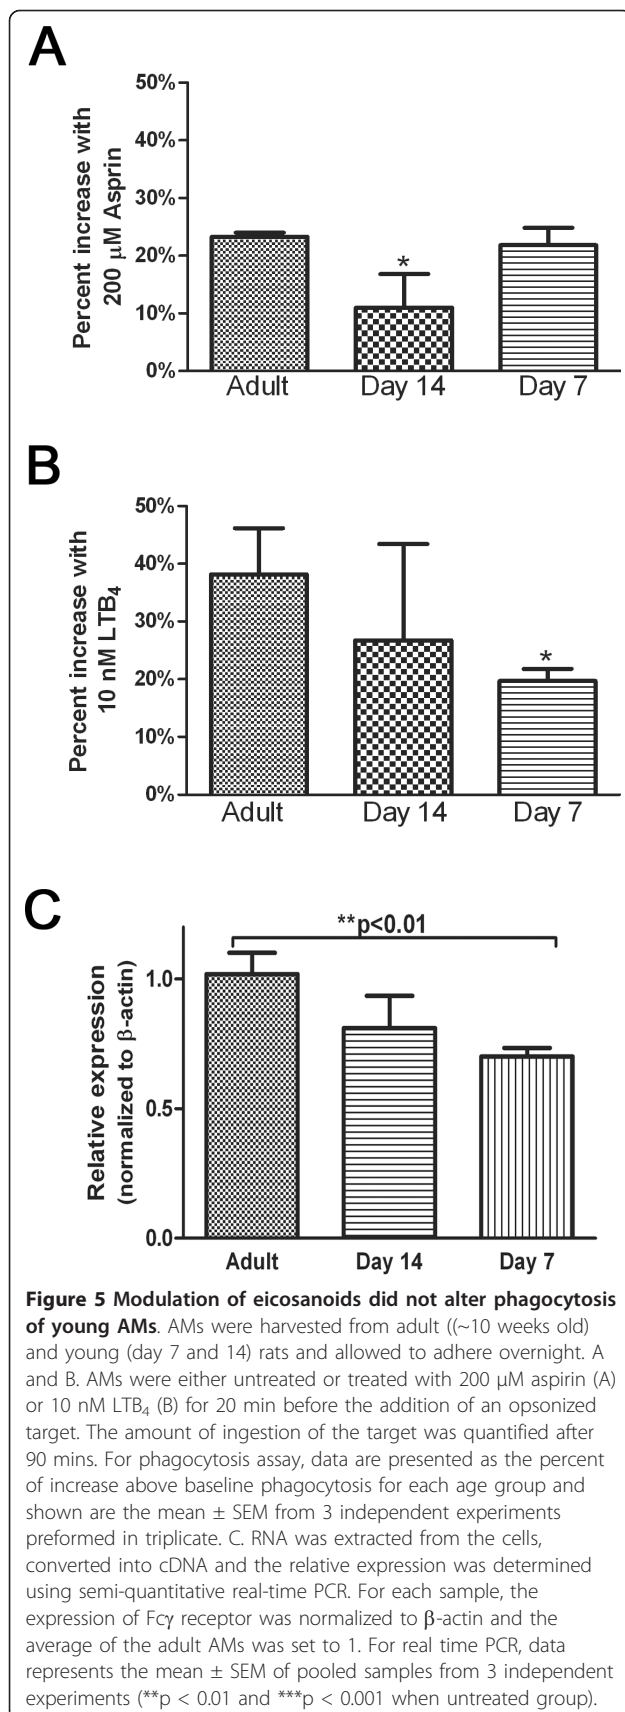 A
Percent increase with
200 μM Asprin
50%
40%
30%
20%
10%
0%
*
Adult Day 14 Day 7
B
Percent increase with
10 nM LTB₄
50%
40%
30%
20%
10%
0%
*
Adult Day 14 Day 7
C
Relative expression
(normalized to β-actin)
**p<0.01
1.0
0.5
0.0
Adult Day 14 Day 7
Figure 5 Modulation of eicosanoids did not alter phagocytosis
of young AMs. AMs were harvested from adult ((~10 weeks old)
and young (day 7 and 14) rats and allowed to adhere overnight. A
and B. AMs were either untreated or treated with 200 μM aspirin (A)
or 10 nM LTB₄ (B) for 20 min before the addition of an opsonized
target. The amount of ingestion of the target was quantified after
90 mins. For phagocytosis assay, data are presented as the percent
of increase above baseline phagocytosis for each age group and
shown are the mean ± SEM from 3 independent experiments
preformed in triplicate. C. RNA was extracted from the cells,
converted into cDNA and the relative expression was determined
using semi-quantitative real-time PCR. For each sample, the
expression of Fcγ receptor was normalized to β-actin and the
average of the adult AMs was set to 1. For real time PCR, data
represents the mean ± SEM of pooled samples from 3 independent
experiments (**p < 0.01 and ***p < 0.001 when untreated group).